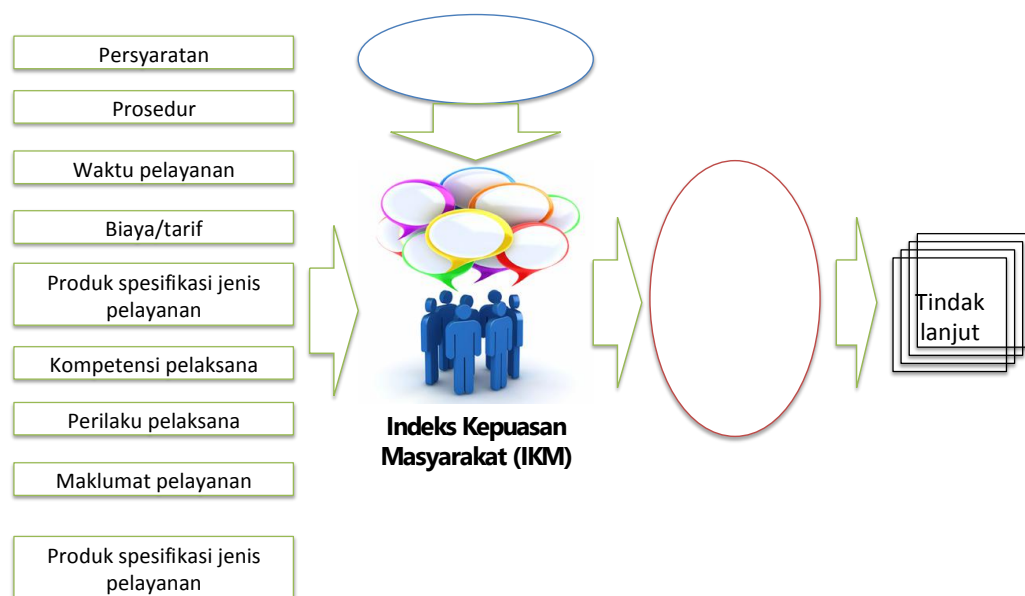 Persyaratan
Prosedur
Waktu pelayanan
Biaya/tarif
Produk spesifikasi jenis
pelayanan
Kompetensi pelaksana
Perilaku pelaksana
Maklumat pelayanan
Produk spesifikasi jenis
pelayanan
Indeks Kepuasan
Masyarakat (IKM)
Tindak
lanjut